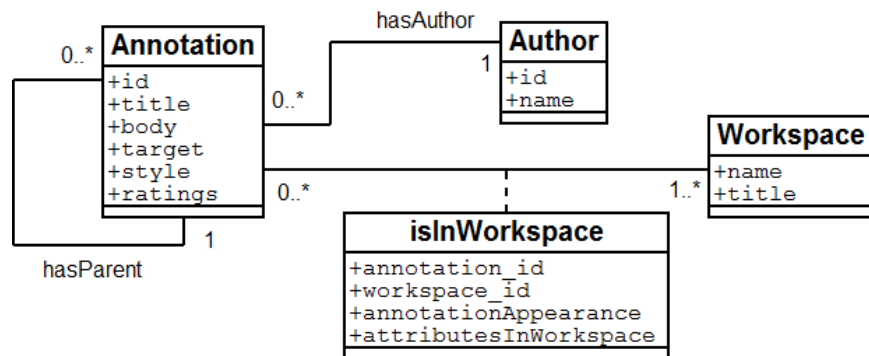 hasAuthor
Annotation
+id
+title
+body
+target
+style
+ratings
0..*
0..*
0..*
1
hasParent
Author
+id
+name
1
Workspace
+name
+title
1..*
isInWorkspace
+annotation_id
+workspace_id
+annotationAppearance
+attributesInWorkspace